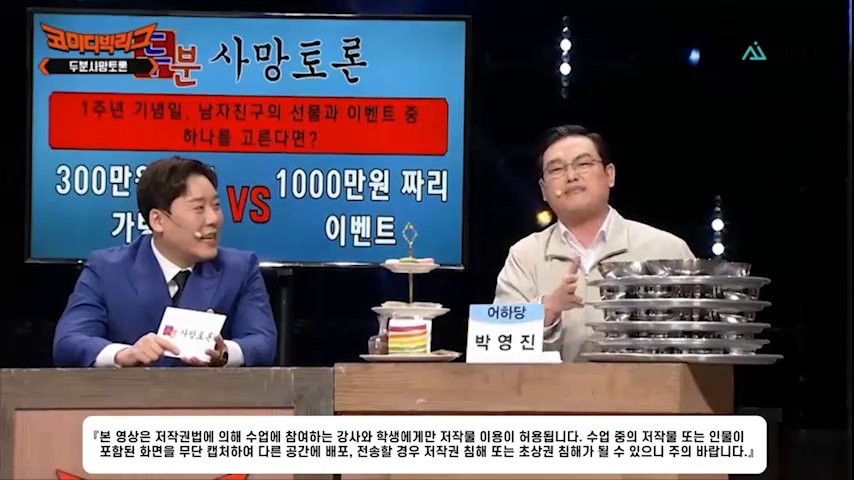 코미디빅리그
두분사망토론
분 사망토론
1주년 기념일, 남자친구의 선물과 이벤트 중
하나를 고른다면?
300만원
VS
1000만원 짜리
이벤트
사망토론
어하당
박영진
『본 영상은 저작권법에 의해 수업에 참여하는 강사와 학생에게만 저작물 이용이 허용됩니다. 수업 중의 저작물 또는 인물이
포함된 화면을 무단 캡처하여 다른 공간에 배포, 전송할 경우 저작권 침해 또는 초상권 침해가 될 수 있으니 주의 바랍니다.』